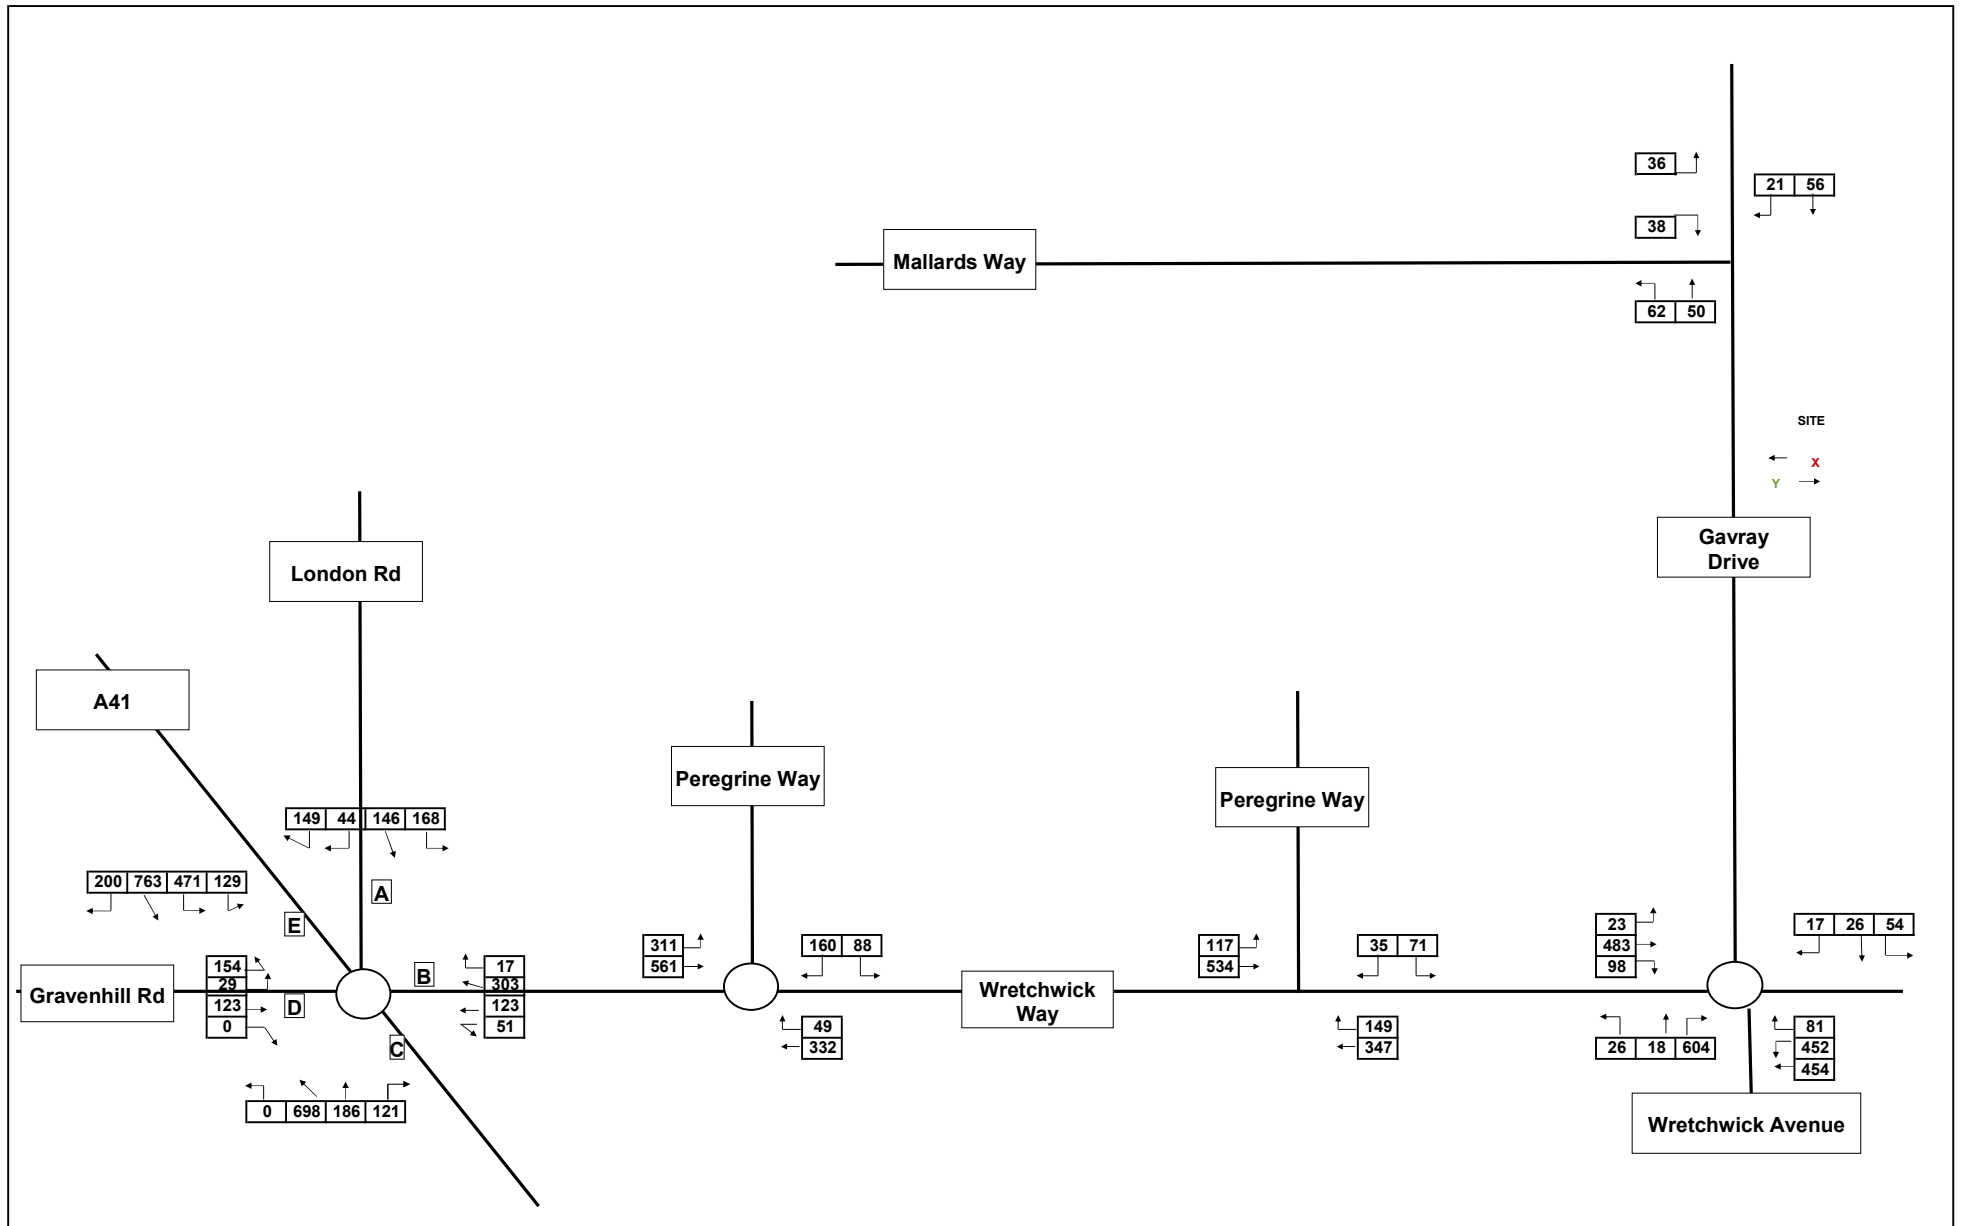 36
21 56
38
Mallards Way
62 50
SITE
X
Y
Gavray
Drive
London Rd
A41
Peregrine Way
Peregrine Way
149 44 146 168
200 763 471 129
A
E
311
561
160 88
117
534
35 71
23
483
98
17 26 54
Gravenhill Rd
154
29
123
0
D
B
17
303
123
51
Wretchwick
Way
C
49
332
149
347
26 18 604
81
452
454
0 698 186 121
Wretchwick Avenue